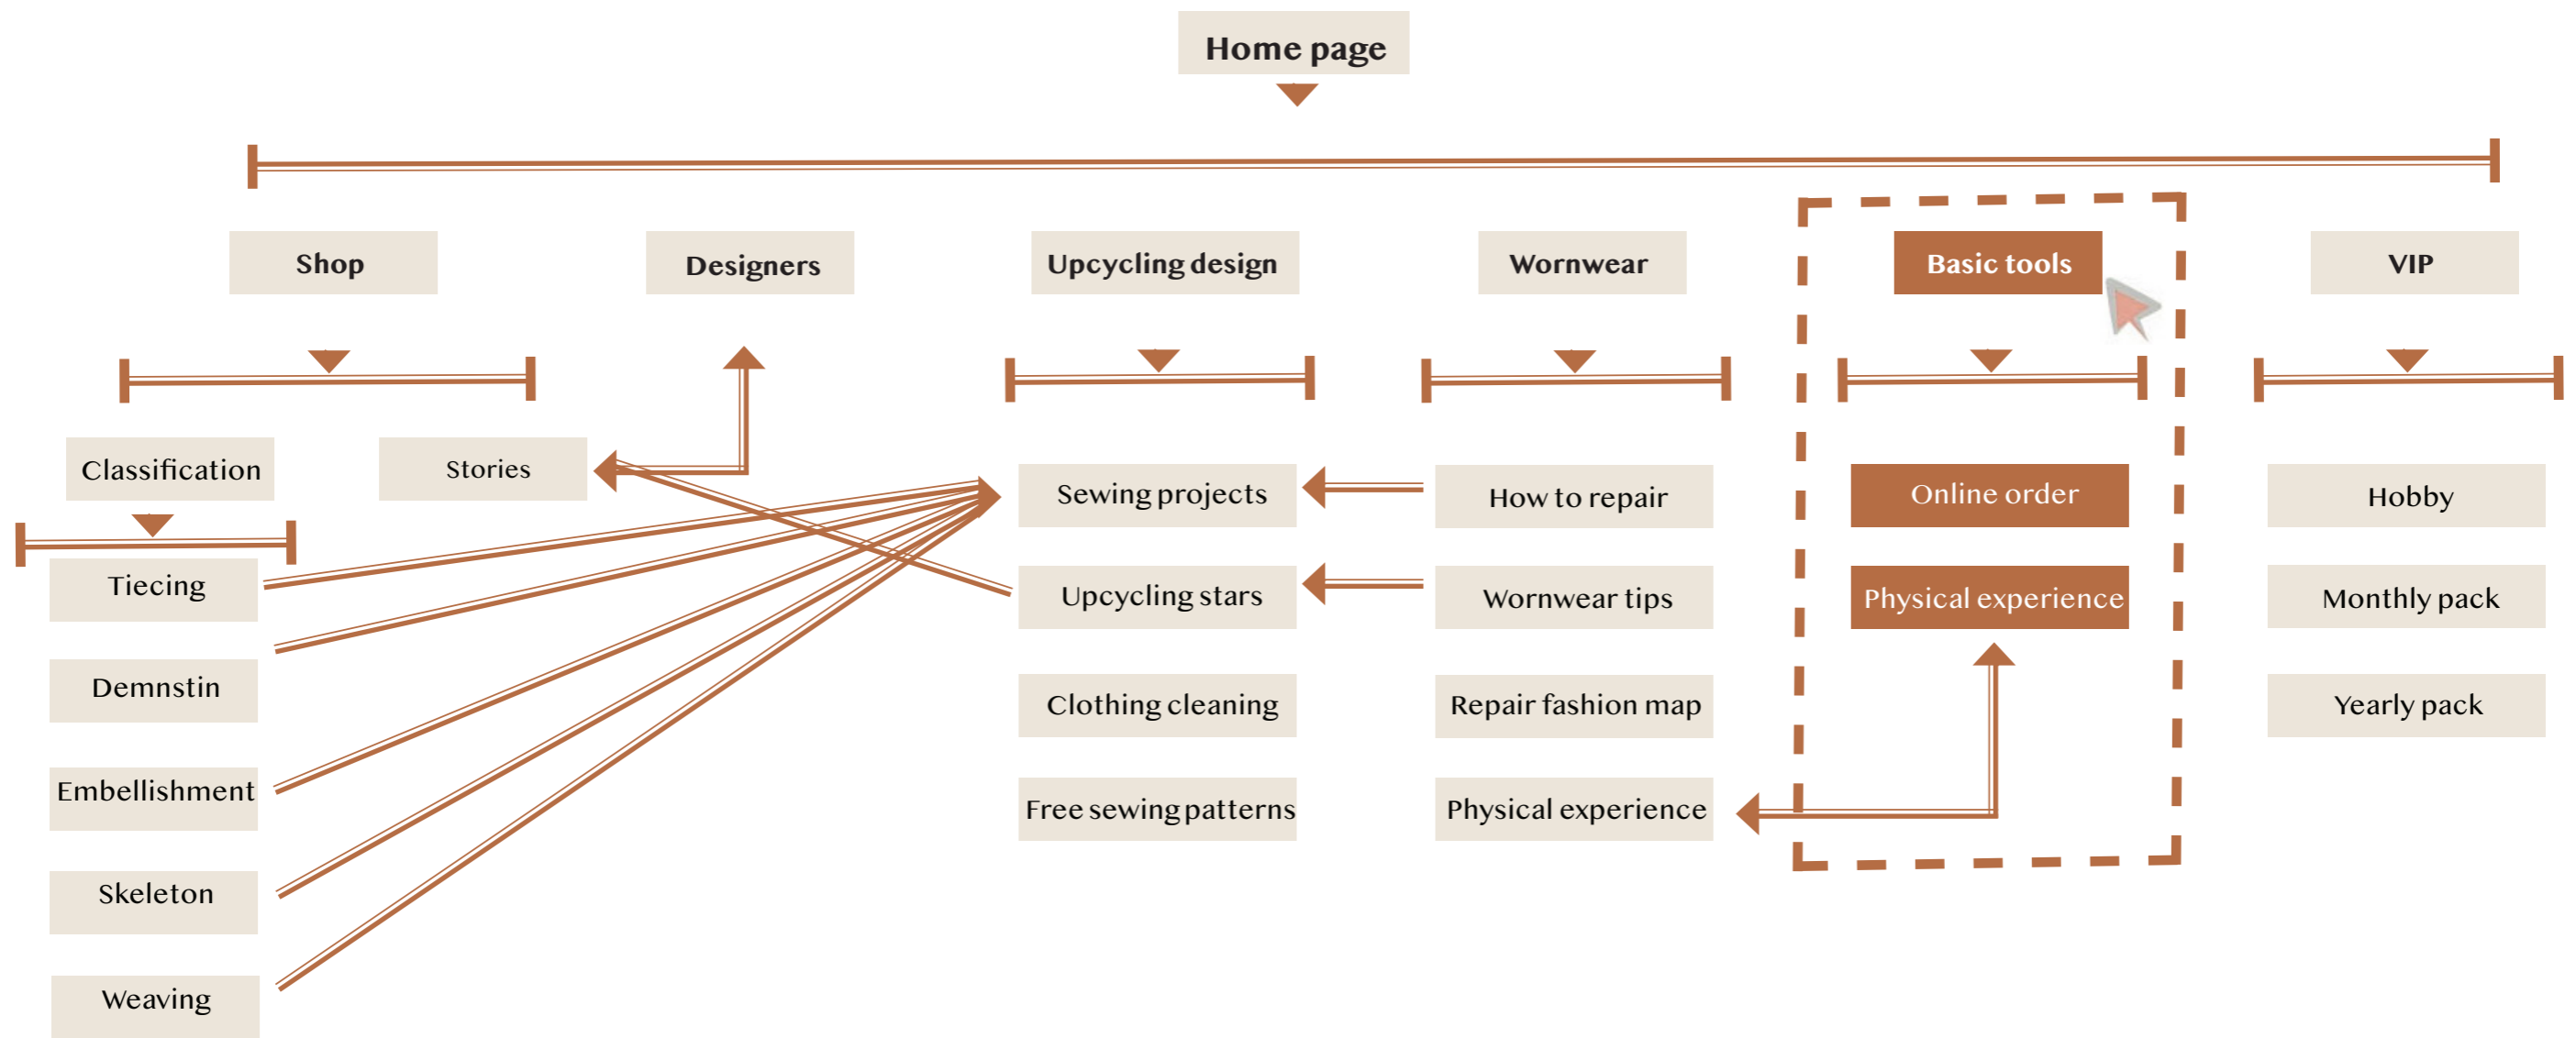 Home page
Shop
Designers
Upcycling design
Wornwear
Basic tools
VIP
Classification
Stories
Sewing projects
How to repair
Online order
Hobby
Tiecing
Upcycling stars
Wornwear tips
Physical experience
Monthly pack
Demnstin
Clothing cleaning
Repair fashion map
Yearly pack
Embellishment
Free sewing patterns
Physical experience
Skeleton
Weaving